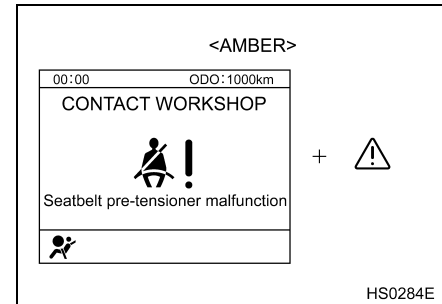 <AMBER>
00:00 ODO:1000km
CONTACT WORKSHOP
Seatbelt pre-tensioner malfunction
+
HS0284E